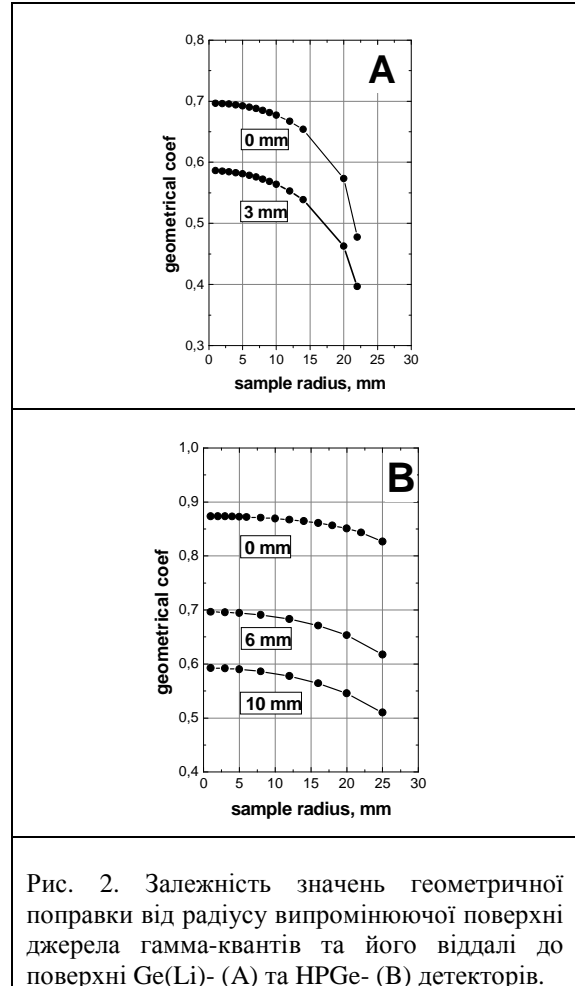 A
0,8
0,7
0,6
0,5
0,4
0,3
geometrical coef
0 mm
3 mm
0 5 10 15 20 25 30
sample radius, mm
B
1,0
0,9
0,8
0,7
0,6
0,5
0,4
geometrical coef
0 mm
6 mm
10 mm
0 5 10 15 20 25 30
sample radius, mm
Рис. 2. Залежність значень геометричної
поправки від радіусу випромінюючої поверхні
джерела гамма-квантів та його віддалі до
поверхні Ge(Li)- (A) та HPGe- (B) детекторів.